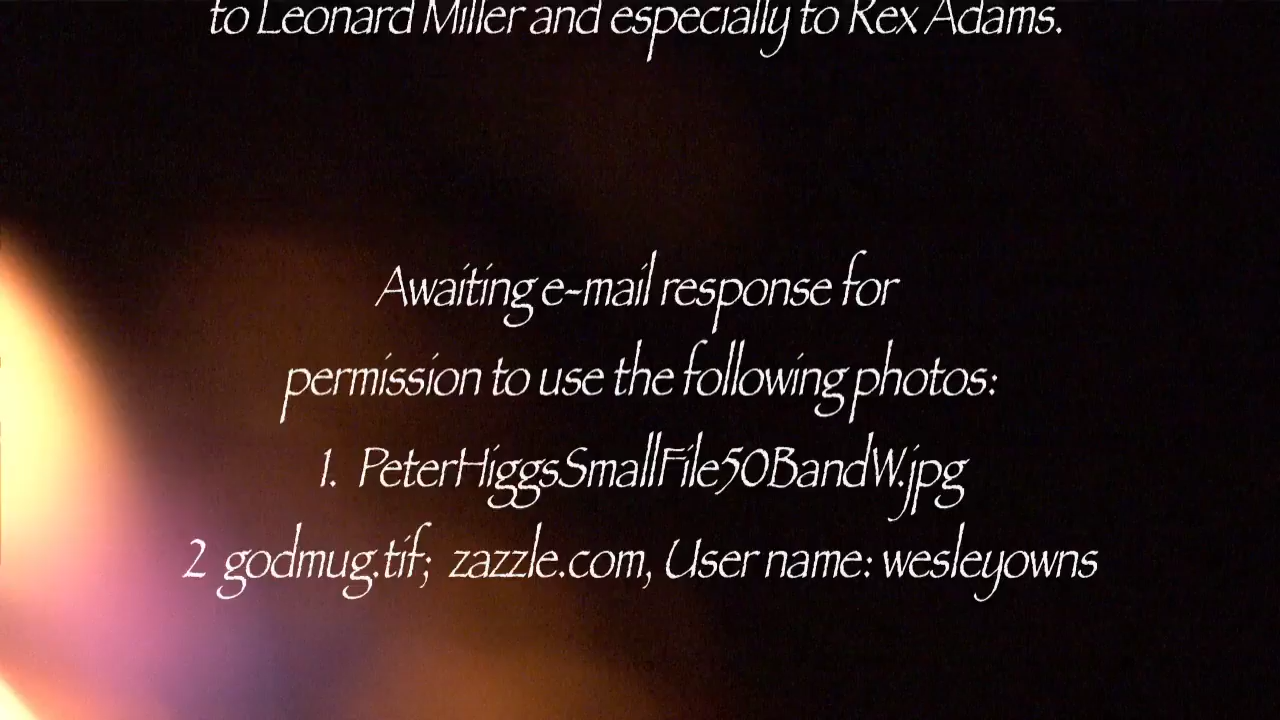 to Leonard Miller and especially to Rex Adams.
Awaiting e-mail response for
permission to use the following photos:
1. PeterHiggsSmallFile50BandW.jpg
2 godmug.tif; zazzle.com, User name: wesleyowns